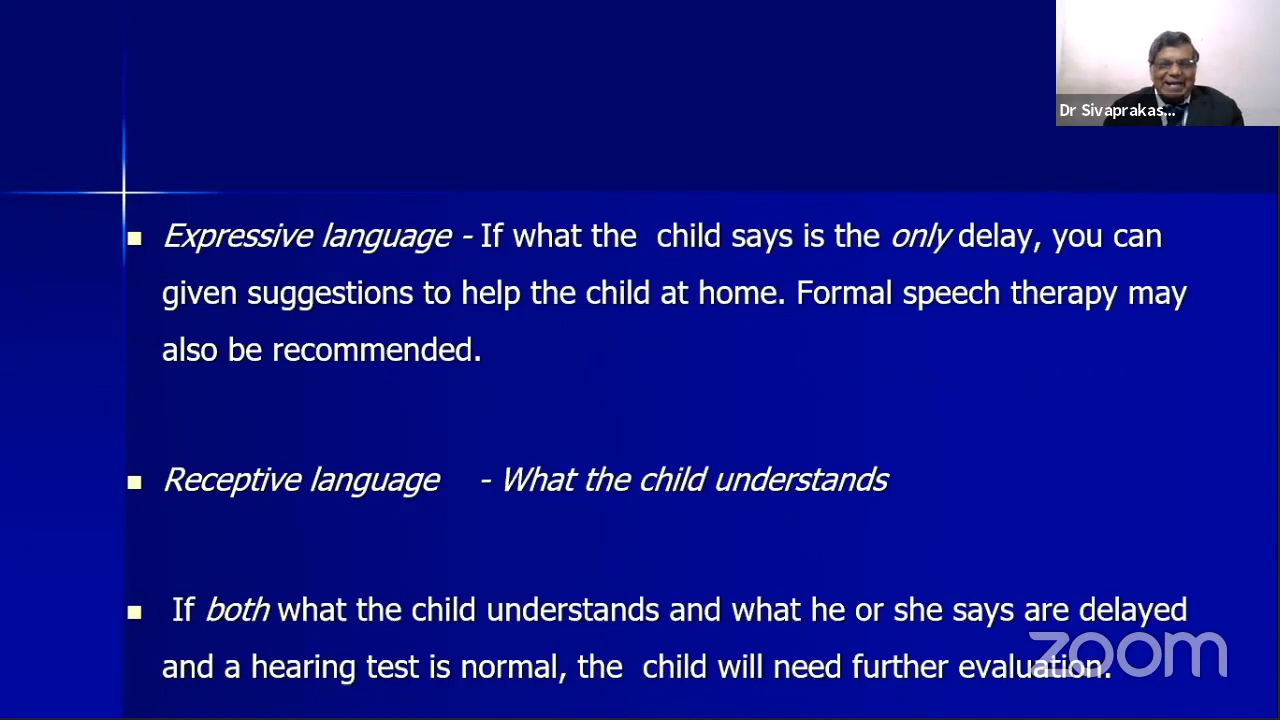 Dr Sivaprakas...
Expressive language - If what the child says is the only delay, you can
given suggestions to help the child at home. Formal speech therapy may
also be recommended.
Receptive language - What the child understands
If both what the child understands and what he or she says are delayed
and a hearing test is normal, the child will need further evaluation.
zoom